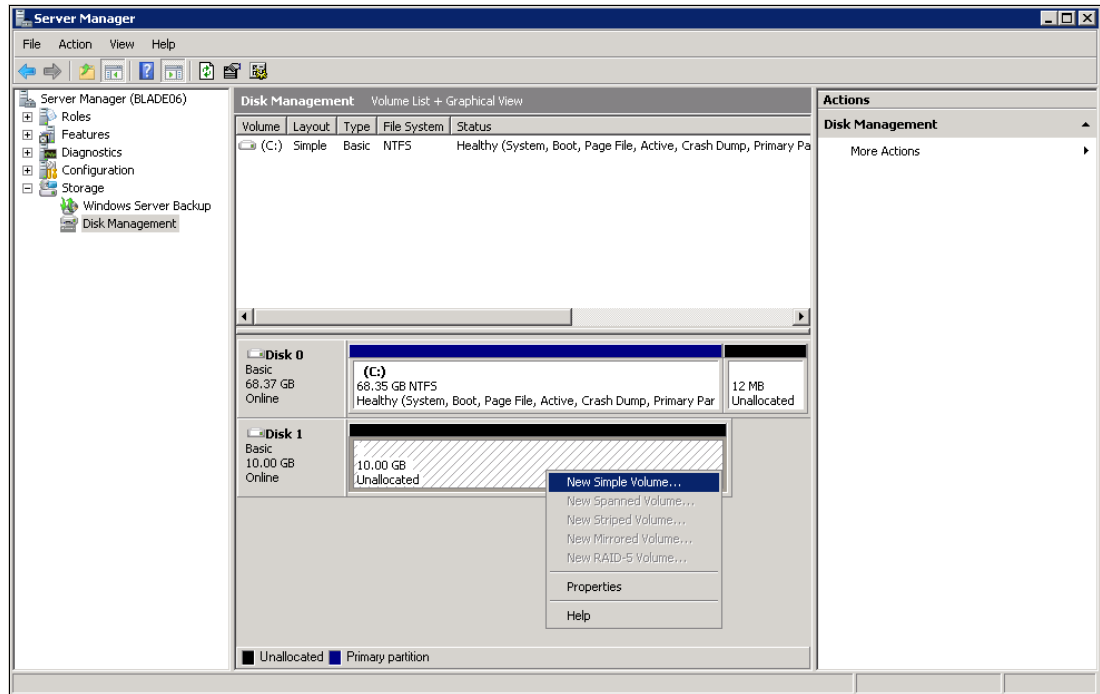 Server Manager
File Action View Help
Server Manager (BLADE06)
Roles
Features
Diagnostics
Configuration
Storage
Windows Server Backup
Disk Management
Disk Management Volume List + Graphical View
Volume Layout Type File System Status
(C:) Simple Basic NTFS Healthy (System, Boot, Page File, Active, Crash Dump, Primary Pa
Disk 0
Basic
68.37 GB
Online
(C:)
68.35 GB NTFS
Healthy (System, Boot, Page File, Active, Crash Dump, Primary Par
12 MB
Unallocated
Disk 1
Basic
10.00 GB
Online
10.00 GB
Unallocated
New Simple Volume...
New Spanned Volume...
New Striped Volume...
New Mirrored Volume...
New RAID-5 Volume...
Properties
Help
Unallocated Primary partition
Actions
Disk Management
More Actions